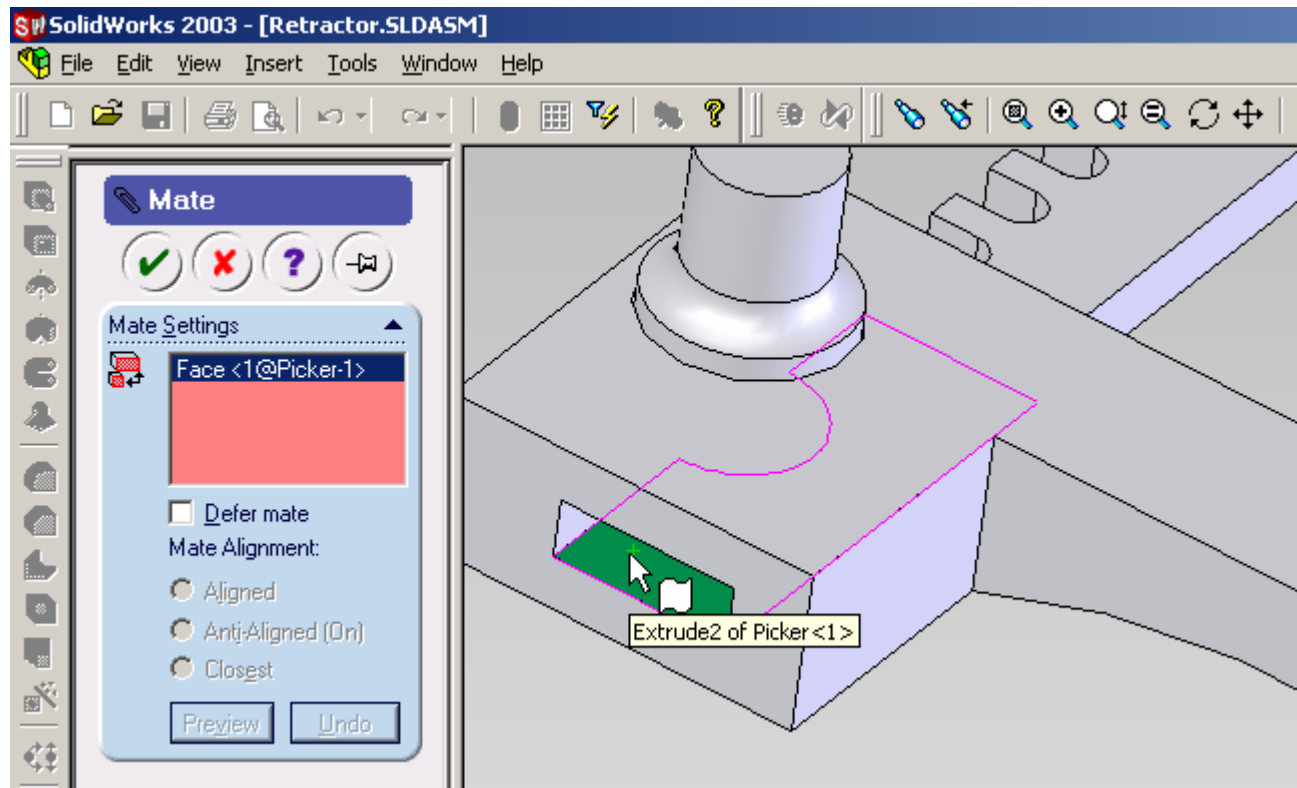 SolidWorks 2003 - [Retractor.SLDASM]
File Edit View Insert Tools Window Help
Mate
Mate Settings
Face <1@Picker-1>
Defer mate
Mate Alignment:
Aligned
Anti-Aligned (On)
Closest
Preview Undo
Extrude2 of Picker<1>